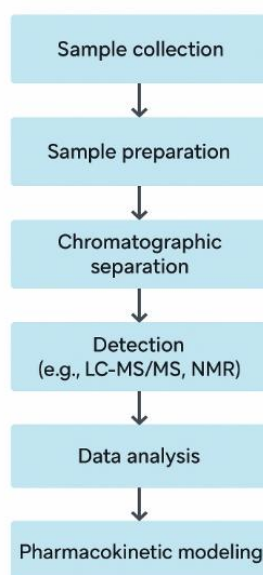 Sample collection
Sample preparation
Chromatographic
separation
Detection
(e.g., LC-MS/MS, NMR)
Data analysis
Pharmacokinetic modeling